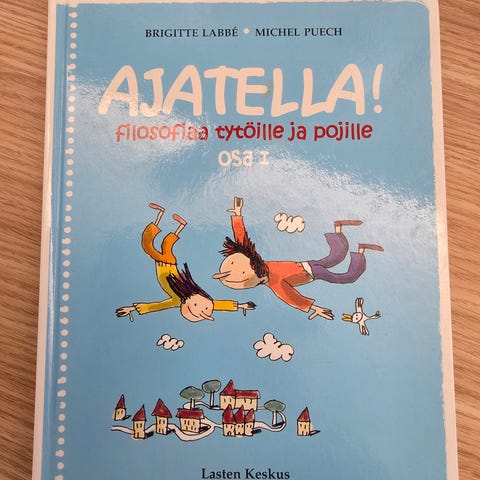 BRIGITTE LABBÉ • MICHEL PUECH
AJATELLA!
filosofiaa tytöille ja pojille
osa 1
Lasten Keskus